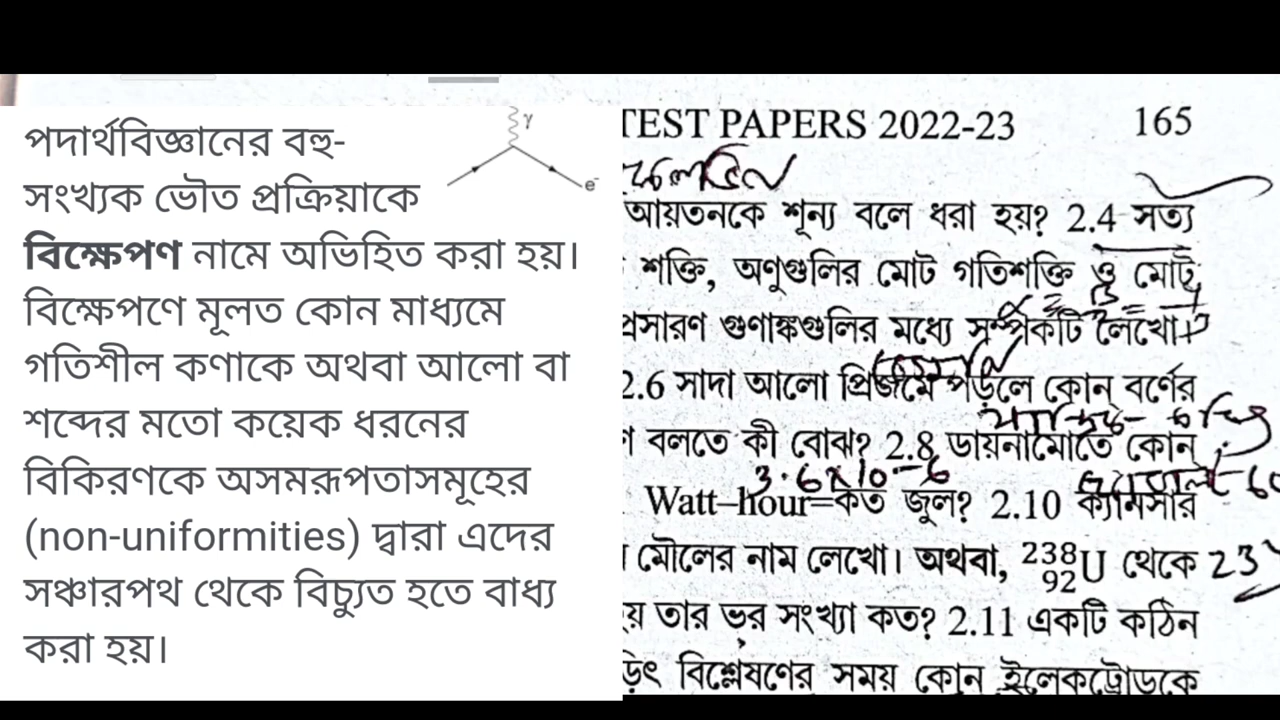 পদার্থবিজ্ঞানের বহু-
সংখ্যক ভৌত প্রক্রিয়াকে
বিক্ষেপণ নামে অভিহিত করা হয়।
বিক্ষেপণে মূলত কোন মাধ্যমে
গতিশীল কণাকে অথবা আলো বা
শব্দের মতো কয়েক ধরনের
বিকিরণকে অসমরূপতাসমূহের
(non-uniformities) দ্বারা এদের
সঞ্চারপথ থেকে বিচ্যুত হতে বাধ্য
করা হয়।
γ
e⁻
TEST PAPERS 2022-23 165
আয়তনকে শূন্য বলে ধরা হয়? 2.4 সত্য
শক্তি, অণুগুলির মোট গতিশক্তি ও মোট
প্রসারণ গুণাঙ্কগুলির মধ্যে সম্পর্কটি লেখো।
2.6 সাদা আলো প্রিজমে পড়লে কোন্ বর্ণের
বলতে কী বোঝ? 2.8 ডায়নামোতে কোন্
3.6x10-6
Watt–hour=কত জুল? 2.10 ক্যানসার
মৌলের নাম লেখো। অথবা, ²³⁸₉₂U থেকে
য় তার ভর সংখ্যা কত? 2.11 একটি কঠিন
ড়িৎ বিশ্লেষণের সময় কোন্ ইলেকট্রোডকে